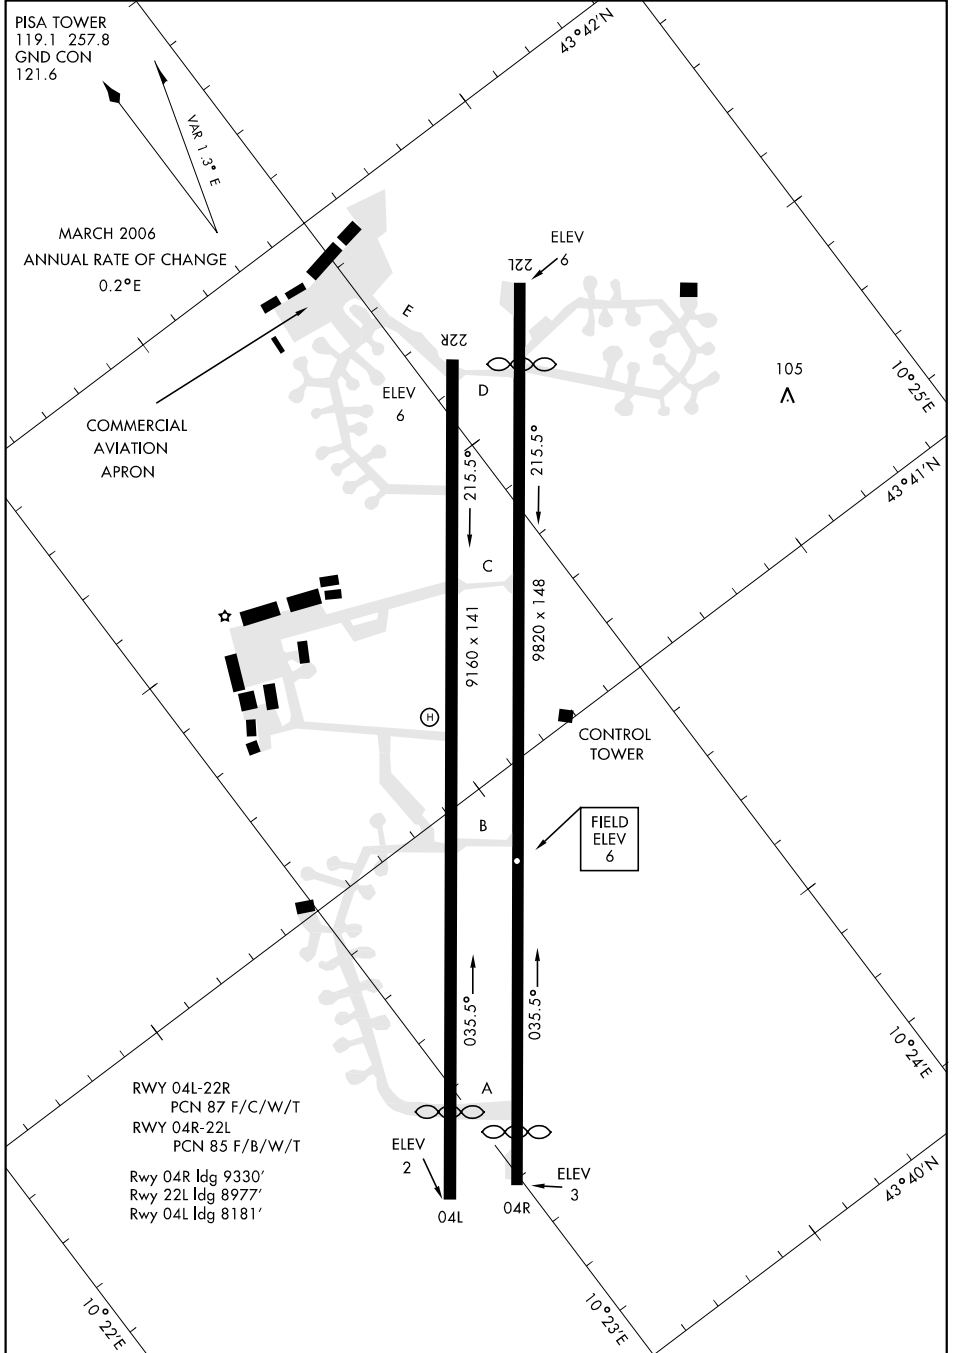 PISA TOWER
119.1 257.8
GND CON
121.6
VAR 1.3° E
MARCH 2006
ANNUAL RATE OF CHANGE
0.2°E
43°42'N
ELEV
6
22L
E
22R
ELEV
6
D
105
10°25'E
COMMERCIAL
AVIATION
APRON
215.5°
215.5°
43°41'N
C
9160 x 141
9820 x 148
H
CONTROL
TOWER
B
FIELD
ELEV
6
035.5°
035.5°
10°24'E
A
RWY 04L-22R
PCN 87 F/C/W/T
RWY 04R-22L
PCN 85 F/B/W/T
Rwy 04R ldg 9330'
Rwy 22L ldg 8977'
Rwy 04L ldg 8181'
ELEV
2
ELEV
3
04L
04R
43°40'N
10°22'E
10°23'E